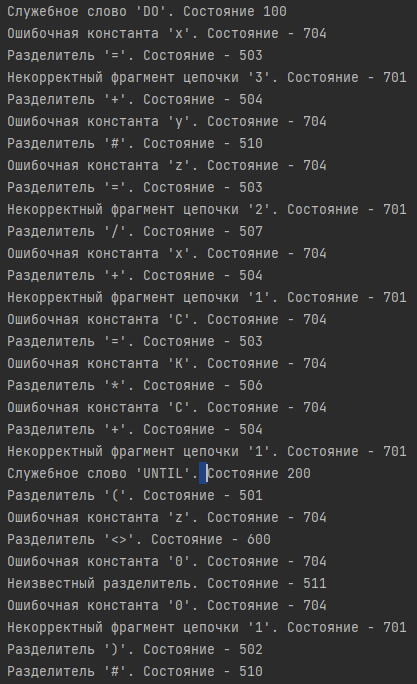 Служебное слово 'DO'. Состояние 100
Ошибочная константа 'x'. Состояние - 704
Разделитель '='. Состояние - 503
Некорректный фрагмент цепочки '3'. Состояние - 701
Разделитель '+'. Состояние - 504
Ошибочная константа 'y'. Состояние - 704
Разделитель '#'. Состояние - 510
Ошибочная константа 'z'. Состояние - 704
Разделитель '='. Состояние - 503
Некорректный фрагмент цепочки '2'. Состояние - 701
Разделитель '/'. Состояние - 507
Ошибочная константа 'x'. Состояние - 704
Разделитель '+'. Состояние - 504
Некорректный фрагмент цепочки '1'. Состояние - 701
Ошибочная константа 'C'. Состояние - 704
Разделитель '='. Состояние - 503
Ошибочная константа 'K'. Состояние - 704
Разделитель '*'. Состояние - 506
Ошибочная константа 'C'. Состояние - 704
Разделитель '+'. Состояние - 504
Некорректный фрагмент цепочки '1'. Состояние - 701
Служебное слово 'UNTIL'. Состояние 200
Разделитель '('. Состояние - 501
Ошибочная константа 'z'. Состояние - 704
Разделитель '<>'. Состояние - 600
Ошибочная константа '0'. Состояние - 704
Неизвестный разделитель. Состояние - 511
Ошибочная константа '0'. Состояние - 704
Некорректный фрагмент цепочки '1'. Состояние - 701
Разделитель ')'. Состояние - 502
Разделитель '#'. Состояние - 510